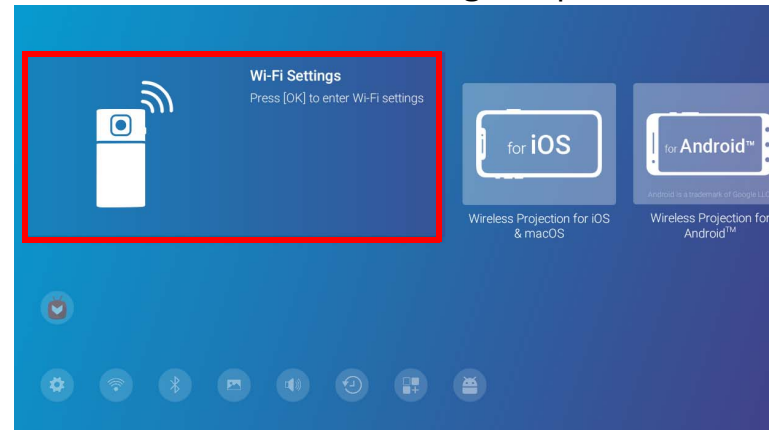 Wi-Fi Settings
Press [OK] to enter Wi-Fi settings
for iOS
for Android™
Android is a trademark of Google LLC
Wireless Projection for iOS
& macOS
Wireless Projection for
Android™